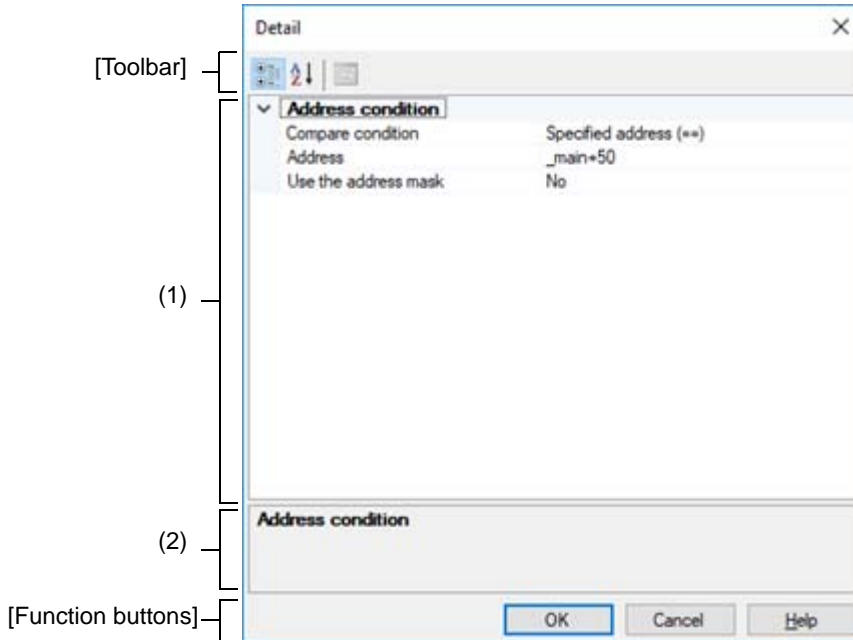 Detail
[Toolbar]
Address condition
Compare condition Specified address (==)
Address _main+50
Use the address mask No
(1)
Address condition
(2)
[Function buttons]
OK Cancel Help